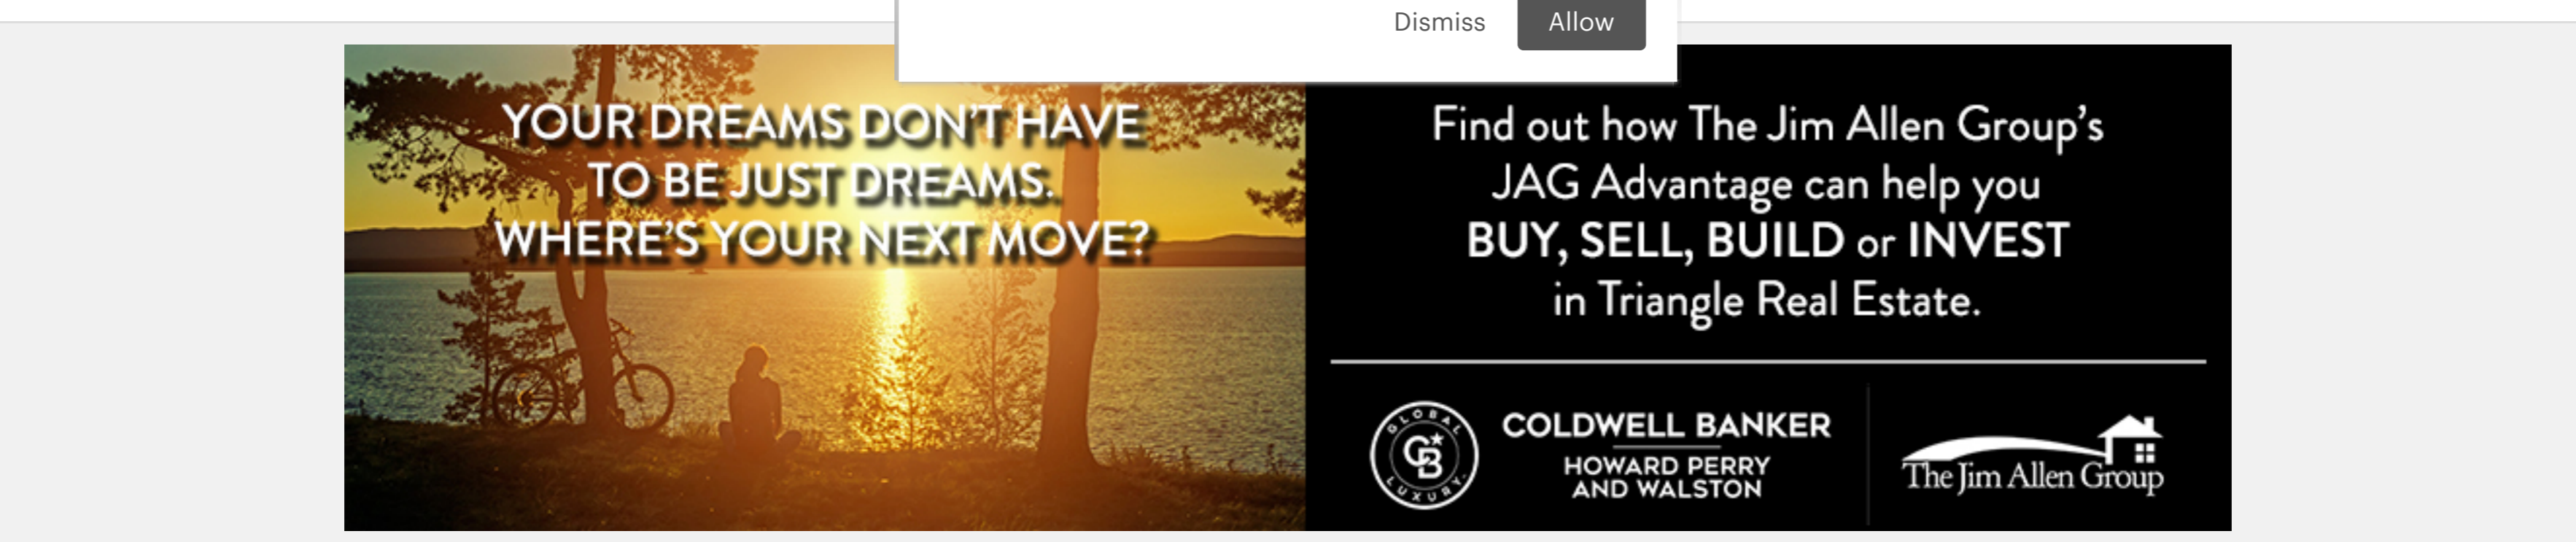 Dismiss
Allow
YOUR DREAMS DON'T HAVE
TO BE JUST DREAMS.
WHERE'S YOUR NEXT MOVE?
Find out how The Jim Allen Group's
JAG Advantage can help you
BUY, SELL, BUILD or INVEST
in Triangle Real Estate.
GLOBAL
CB
LUXURY.
COLDWELL BANKER
HOWARD PERRY
AND WALSTON
The Jim Allen Group